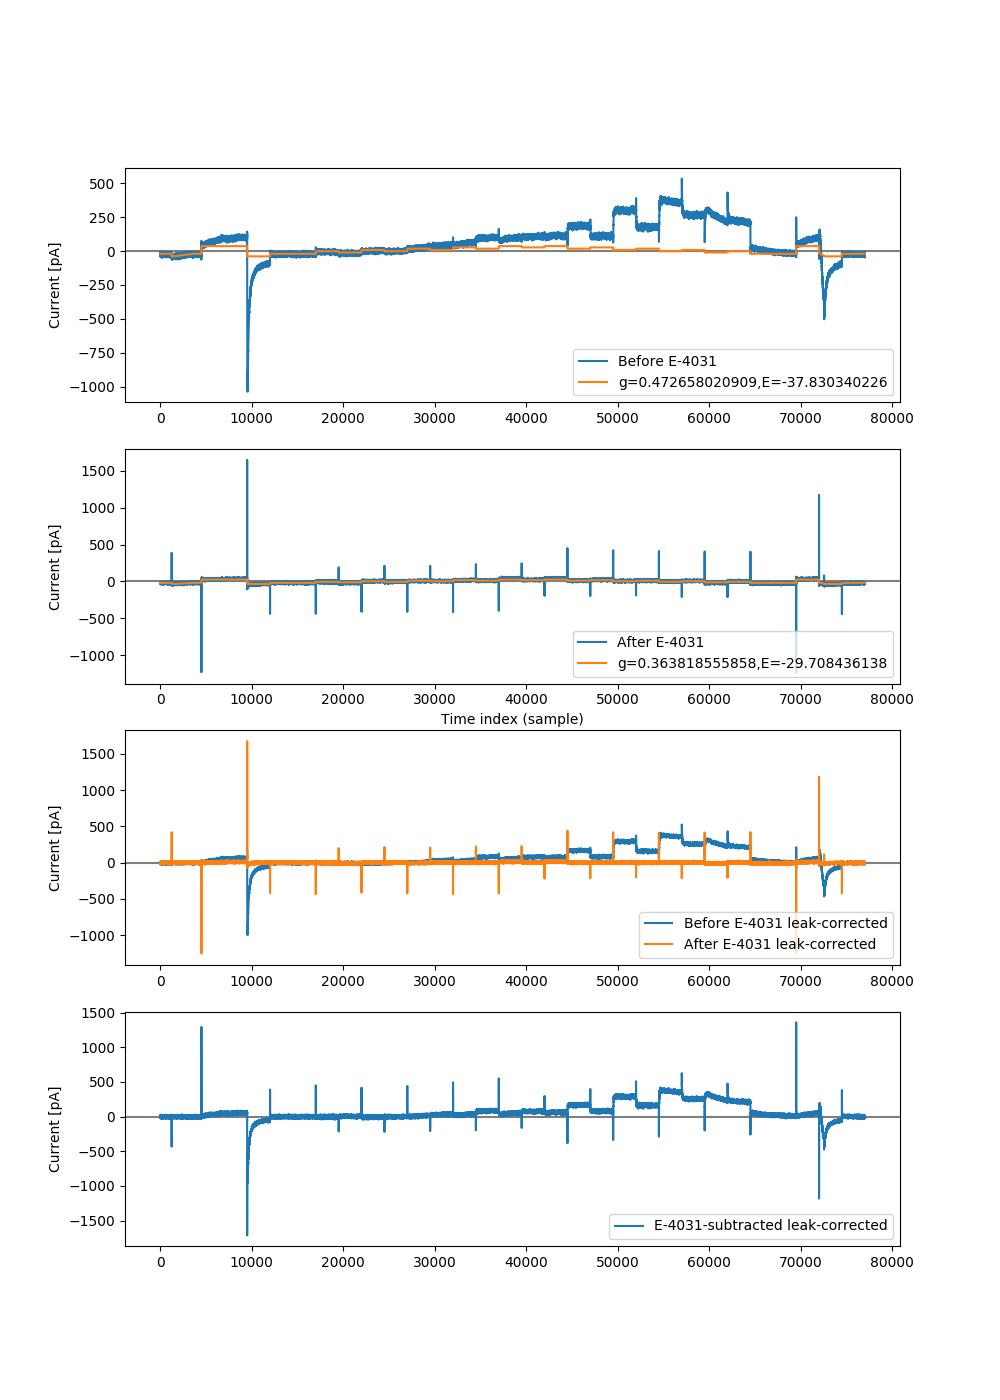 500
250
0
−250
−500
−750
−1000
Current [pA]
Before E-4031
g=0.472658020909,E=-37.830340226
0 10000 20000 30000 40000 50000 60000 70000 80000
1500
1000
500
0
−500
−1000
Current [pA]
After E-4031
g=0.363818555858,E=-29.708436138
0 10000 20000 30000 40000 50000 60000 70000 80000
Time index (sample)
1500
1000
500
0
−500
−1000
Current [pA]
Before E-4031 leak-corrected
After E-4031 leak-corrected
0 10000 20000 30000 40000 50000 60000 70000 80000
1500
1000
500
0
−500
−1000
−1500
Current [pA]
E-4031-subtracted leak-corrected
0 10000 20000 30000 40000 50000 60000 70000 80000